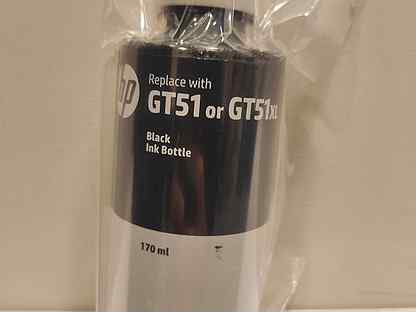 hp
Replace with
GT51 or GT51XL
Black
Ink Bottle
170 ml